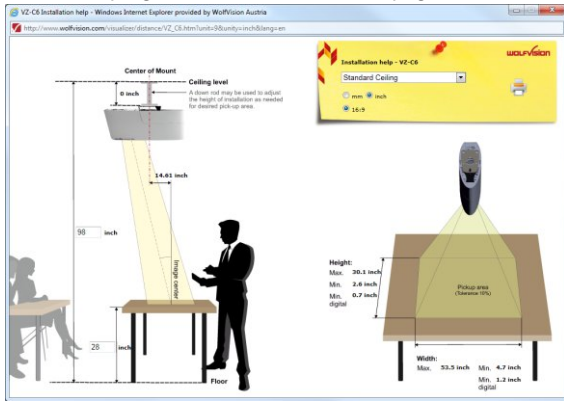 VZ-C6 Installation help - Windows Internet Explorer provided by WolfVision Austria
http://www.wolfvision.com/visualizer/distance/VZ_C6.htm?unit=9&unity=inch&lang=en
Center of Mount
Ceiling level
0 inch
A down rod may be used to adjust
the height of installation as needed
for desired pick-up area.
14.61 inch
98 inch
Image center
28 inch
Floor
WOLFVISION
Installation help - VZ-C6
Standard Ceiling
mm inch
16:9
Height:
Max. 30.1 inch
Min. 2.6 inch
Min. 0.7 inch
digital
Pickup area
(Tolerance 10%)
Width:
Max. 53.5 inch Min. 4.7 inch
Min. 1.2 inch
digital